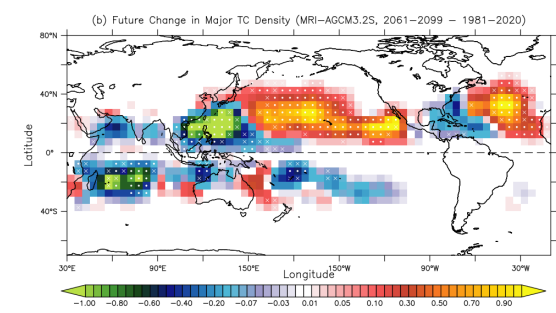 (b) Future Change in Major TC Density (MRI−AGCM3.2S, 2061−2099 − 1981−2020)
80°N
40°N
0°
40°S
Latitude
30°E 90°E 150°E 150°W 90°W 30°W
Longitude
−1.00 −0.80 −0.60 −0.40 −0.20 −0.07 −0.03 0.01 0.05 0.10 0.30 0.50 0.70 0.90